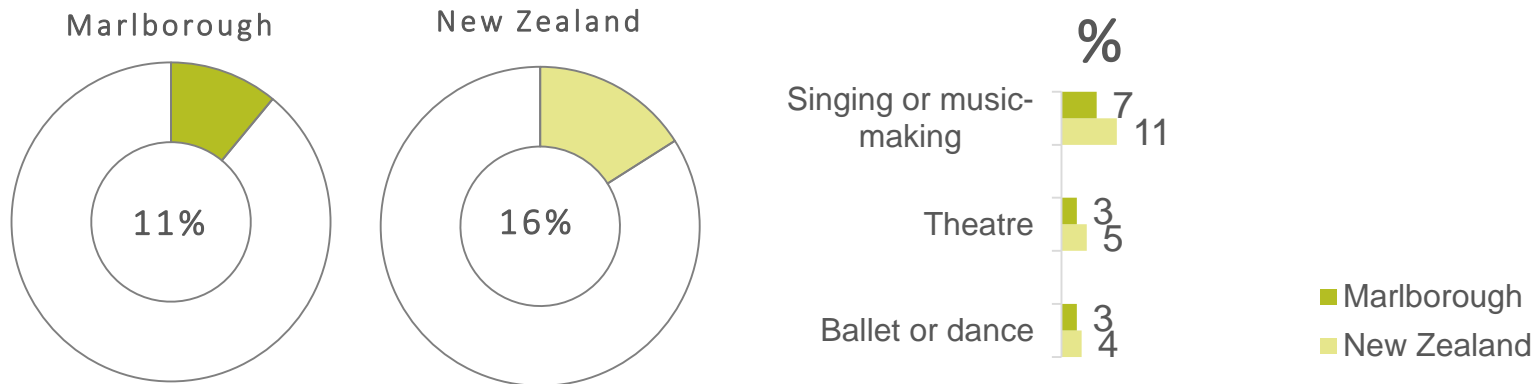 Marlborough
11%
New Zealand
16%
%
Singing or music-
making
7
11
Theatre
3
5
Ballet or dance
3
4
Marlborough
New Zealand